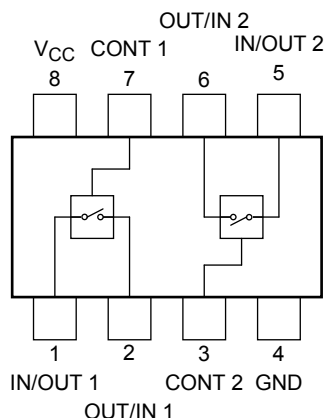 OUT/IN 2
VCC CONT 1 IN/OUT 2
8 7 6 5
1 2 3 4
IN/OUT 1 CONT 2 GND
OUT/IN 1